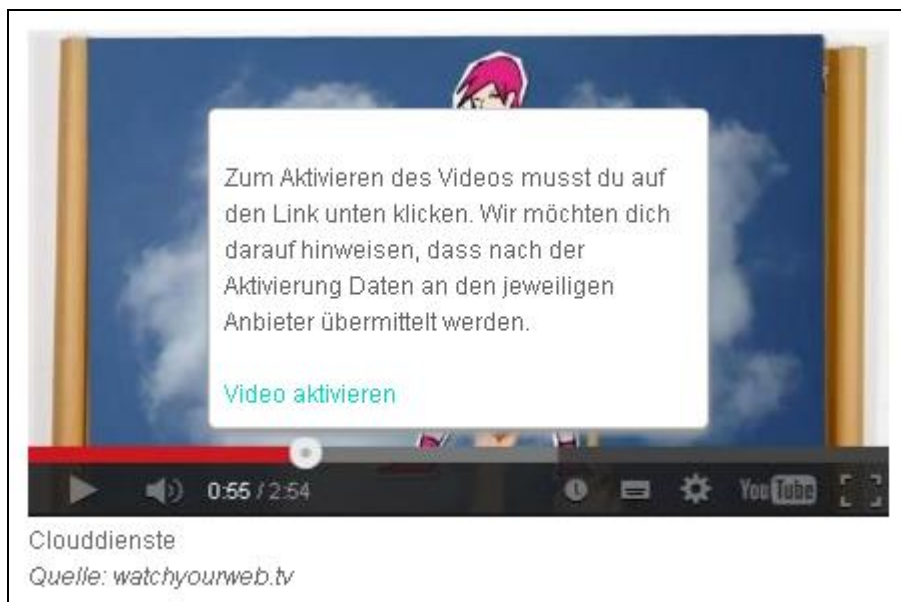 Zum Aktivieren des Videos musst du auf
den Link unten klicken. Wir möchten dich
darauf hinweisen, dass nach der
Aktivierung Daten an den jeweiligen
Anbieter übermittelt werden.
Video aktivieren
0:55 / 2:54
YouTube
Clouddienste
Quelle: watchyourweb.tv